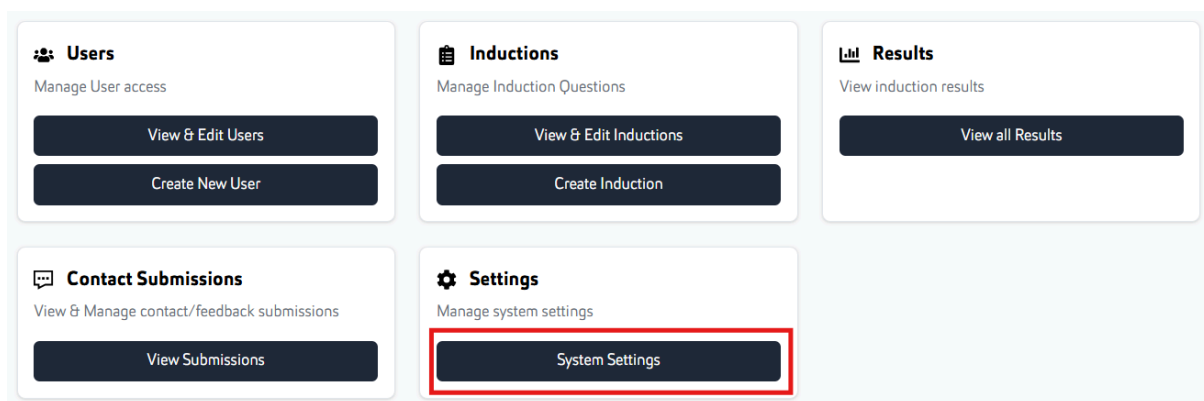 Users
Manage User access
View & Edit Users
Create New User
Inductions
Manage Induction Questions
View & Edit Inductions
Create Induction
Results
View induction results
View all Results
Contact Submissions
View & Manage contact/feedback submissions
View Submissions
Settings
Manage system settings
System Settings